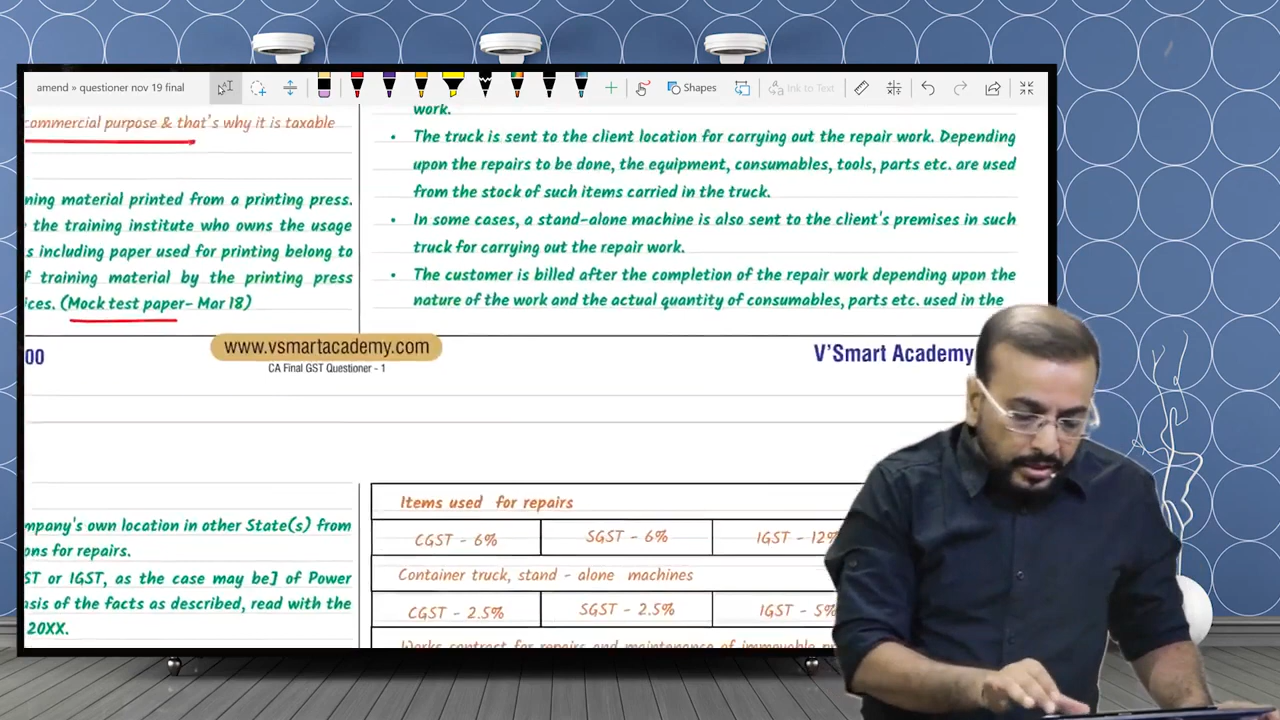 amend » questioner nov 19 final
Shapes
Ink to Text
commercial purpose & that's why it is taxable
ning material printed from a printing press.
the training institute who owns the usage
s including paper used for printing belong to
f training material by the printing press
ices. (Mock test paper- Mar 18)
work.
• The truck is sent to the client location for carrying out the repair work. Depending
upon the repairs to be done, the equipment, consumables, tools, parts etc. are used
from the stock of such items carried in the truck.
• In some cases, a stand-alone machine is also sent to the client's premises in such
truck for carrying out the repair work.
• The customer is billed after the completion of the repair work depending upon the
nature of the work and the actual quantity of consumables, parts etc. used in the
00
www.vsmartacademy.com
CA Final GST Questioner - 1
V'Smart Academy
mpany's own location in other State(s) from
ons for repairs.
ST or IGST, as the case may be] of Power
asis of the facts as described, read with the
20XX.
Items used for repairs
CGST - 6% SGST - 6% IGST - 12%
Container truck, stand - alone machines
CGST - 2.5% SGST - 2.5% IGST - 5%
Works contract for repairs and maintenance of immovable